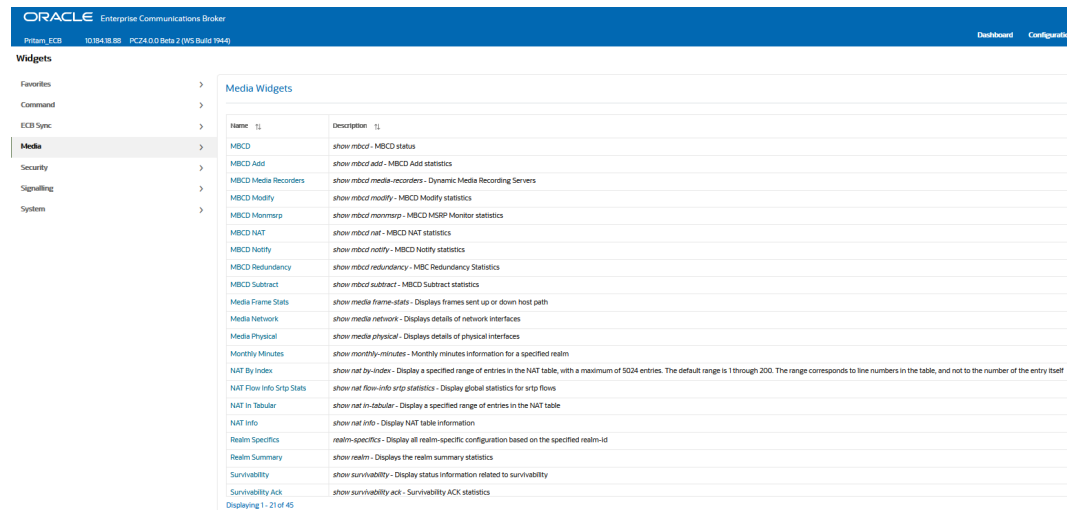 ORACLE Enterprise Communications Broker
Pritam_ECB 10.184.18.88 PCZ4.0.0 Beta 2 (WS Build 1944)
Dashboard
Widgets
Favorites
Command
ECB Sync
Media
Security
Signalling
System
Media Widgets
Name Description
MBCD show mbcd - MBCD status
MBCD Add show mbcd add - MBCD Add statistics
MBCD Media Recorders show mbcd media-recorders - Dynamic Media Recording Servers
MBCD Modify show mbcd modify - MBCD Modify statistics
MBCD Monmsrp show mbcd monmsrp - MBCD MSRP Monitor statistics
MBCD NAT show mbcd nat - MBCD NAT statistics
MBCD Notify show mbcd notify - MBCD Notify statistics
MBCD Redundancy show mbcd redundancy - MBC Redundancy Statistics
MBCD Subtract show mbcd subtract - MBCD Subtract statistics
Media Frame Stats show media frame-stats - Displays frames sent up or down host path
Media Network show media network - Displays details of network interfaces
Media Physical show media physical - Displays details of physical interfaces
Monthly Minutes show monthly-minutes - Monthly minutes information for a specified realm
NAT By Index show nat by-index - Display a specified range of entries in the NAT table, with a maximum of 5024 entries. The default range is 1 through 200. The range corresponds to line numbers in the table, and not to the number of the entry itself
NAT Flow Info Srtp Stats show nat flow-info srtp statistics - Display global statistics for srtp flows
NAT In Tabular show nat in-tabular - Display a specified range of entries in the NAT table
NAT Info show nat info - Display NAT table information
Realm Specifics realm-specifics - Display all realm-specific configuration based on the specified realm-id
Realm Summary show realm - Displays the realm summary statistics
Survivability show survivability - Display status information related to survivability
Survivability Ack show survivability ack - Survivability ACK statistics
Displaying 1 - 21 of 45